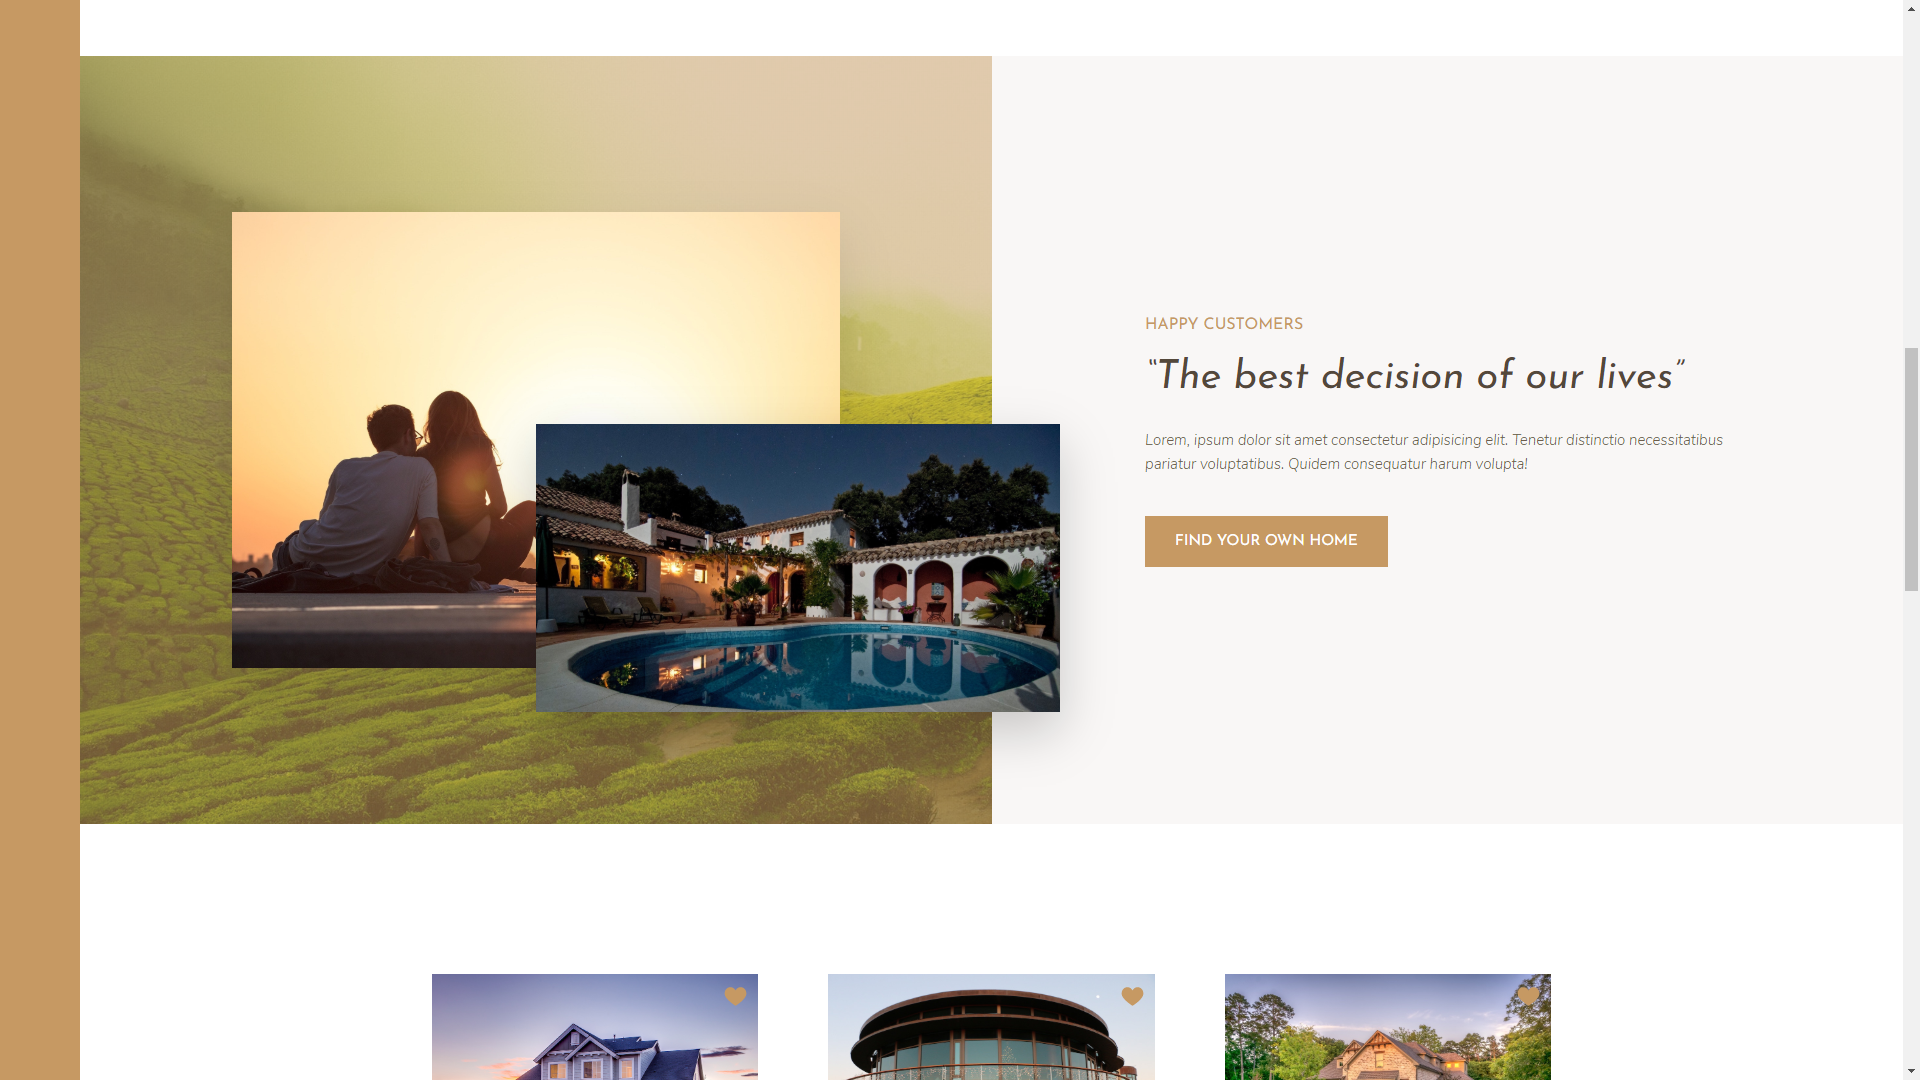 HAPPY CUSTOMERS
“The best decision of our lives”
Lorem, ipsum dolor sit amet consectetur adipisicing elit. Tenetur distinctio necessitatibus
pariatur voluptatibus. Quidem consequatur harum volupta!
FIND YOUR OWN HOME